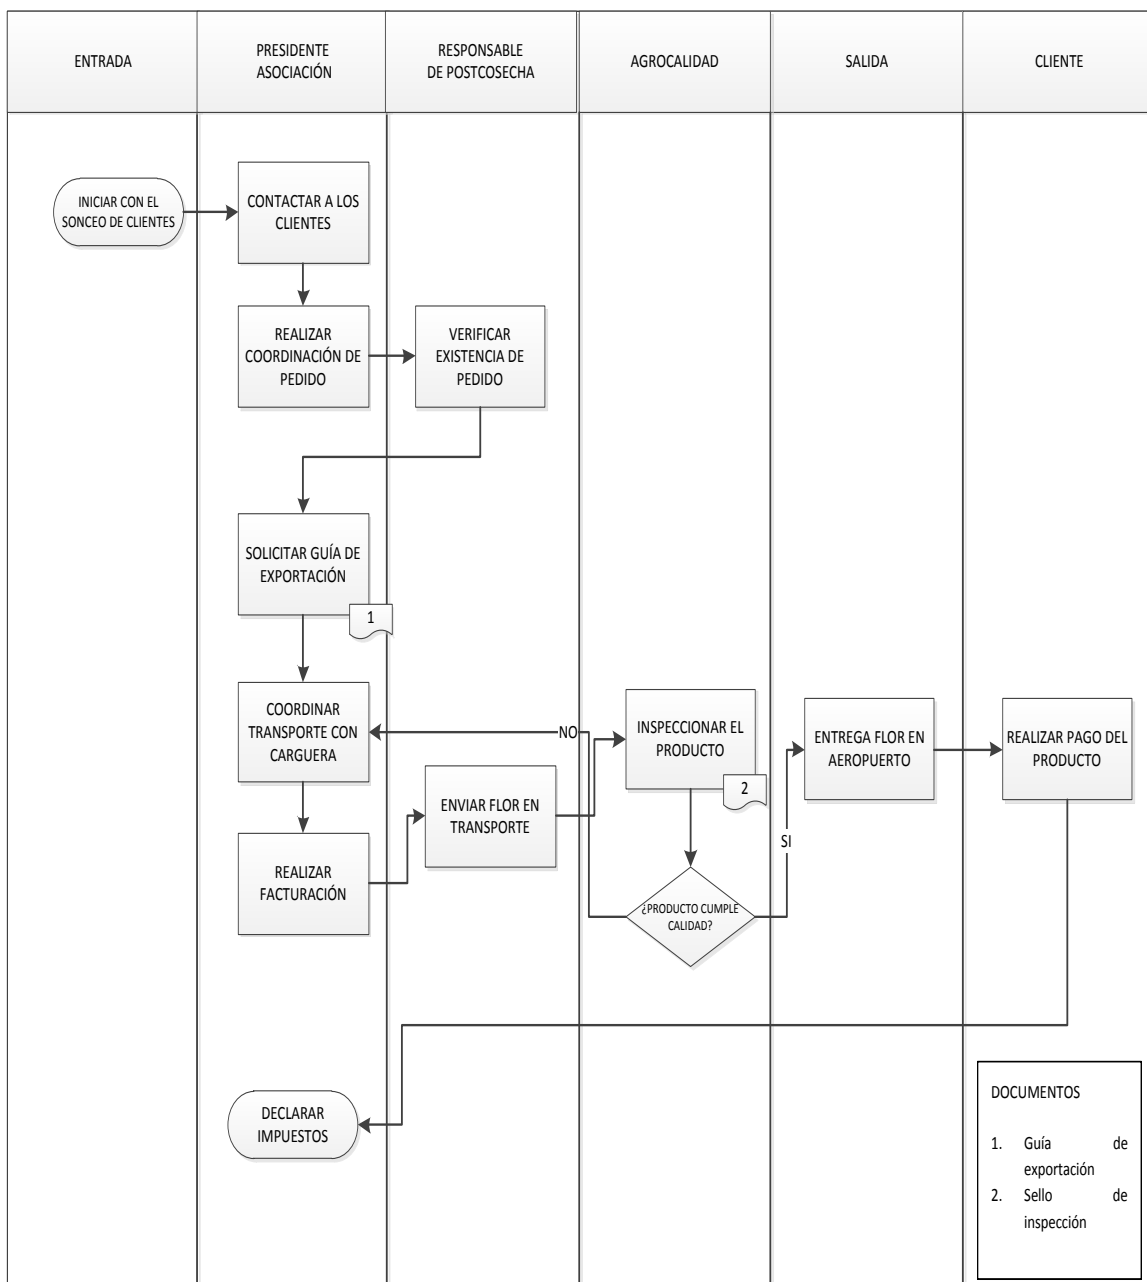 ENTRADA
PRESIDENTE
ASOCIACIÓN
RESPONSABLE
DE POSTCOSECHA
AGROCALIDAD
SALIDA
CLIENTE
INICIAR CON EL
SONCEO DE CLIENTES
CONTACTAR A LOS
CLIENTES
REALIZAR
COORDINACIÓN DE
PEDIDO
VERIFICAR
EXISTENCIA DE
PEDIDO
SOLICITAR GUÍA DE
EXPORTACIÓN
1
COORDINAR
TRANSPORTE CON
CARGUERA
NO
INSPECCIONAR EL
PRODUCTO
2
ENTREGA FLOR EN
AEROPUERTO
REALIZAR PAGO DEL
PRODUCTO
ENVIAR FLOR EN
TRANSPORTE
SI
REALIZAR
FACTURACIÓN
¿PRODUCTO CUMPLE
CALIDAD?
DECLARAR
IMPUESTOS
DOCUMENTOS
1. Guía de
exportación
2. Sello de
inspección